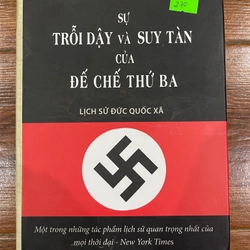 275
SỰ
TRỖI DẬY VÀ SUY TÀN
CỦA
ĐẾ CHẾ THỨ BA
LỊCH SỬ ĐỨC QUỐC XÃ
Một trong những tác phẩm lịch sử quan trọng nhất của
mọi thời đại - New York Times